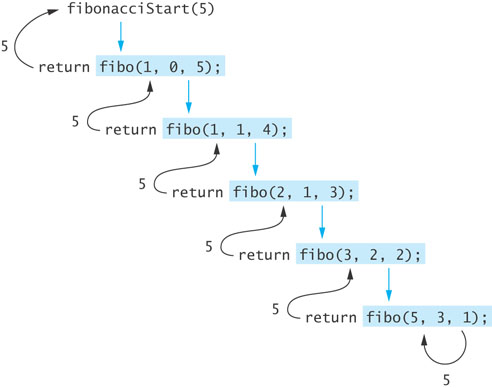 fibonacciStart(5)
5
return fibo(1, 0, 5);
5
return fibo(1, 1, 4);
5
return fibo(2, 1, 3);
5
return fibo(3, 2, 2);
5
return fibo(5, 3, 1);
5